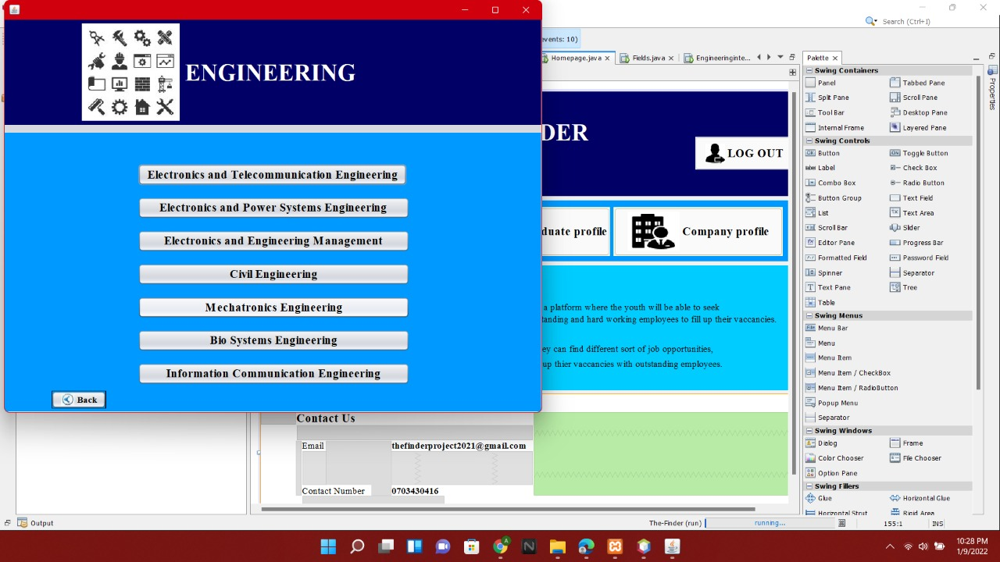 ENGINEERING
Electronics and Telecommunication Engineering
Electronics and Power Systems Engineering
Electronics and Engineering Management
Civil Engineering
Mechatronics Engineering
Bio Systems Engineering
Information Communication Engineering
Back
Search (Ctrl+I)
events: 10)
Homepage.java
Fields.java
Engineeringinte...
DER
LOG OUT
duate profile
Company profile
a platform where the youth will be able to seek
tanding and hard working employees to fill up their vaccancies.
ey can find different sort of job opportunities,
up thier vaccancies with outstanding employees.
Contact Us
Email thefinderproject2021@gmail.com
Contact Number 0703430416
Palette
Swing Containers
Panel Tabbed Pane
Split Pane Scroll Pane
Tool Bar Desktop Pane
Internal Frame Layered Pane
Swing Controls
Button Toggle Button
Label Check Box
Combo Box Radio Button
Button Group Text Field
List Text Area
Scroll Bar Slider
Editor Pane Progress Bar
Formatted Field Password Field
Spinner Separator
Text Pane Tree
Table
Swing Menus
Menu Bar
Menu
Menu Item
Menu Item / CheckBox
Menu Item / RadioButton
Popup Menu
Separator
Swing Windows
Dialog Frame
Color Chooser File Chooser
Option Pane
Swing Fillers
Glue Horizontal Glue
Horizontal Strut Rigid Area
Properties
Output
The-Finder (run) running... 155:1 INS
10:28 PM
1/9/2022